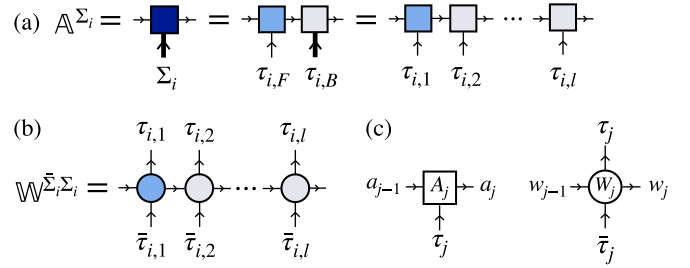 (a) 𝔸^{Σ_i} = = ⋯
Σ_i τ_{i,F} τ_{i,B} τ_{i,1} τ_{i,2} τ_{i,l}
(b) τ_{i,1} τ_{i,2} τ_{i,l} (c) τ_j
𝕎^{Σ̄_iΣ_i} = ⋯ a_{j−1} A_j a_j w_{j−1} W_j w_j
τ̄_{i,1} τ̄_{i,2} τ̄_{i,l} τ_j τ̄_j